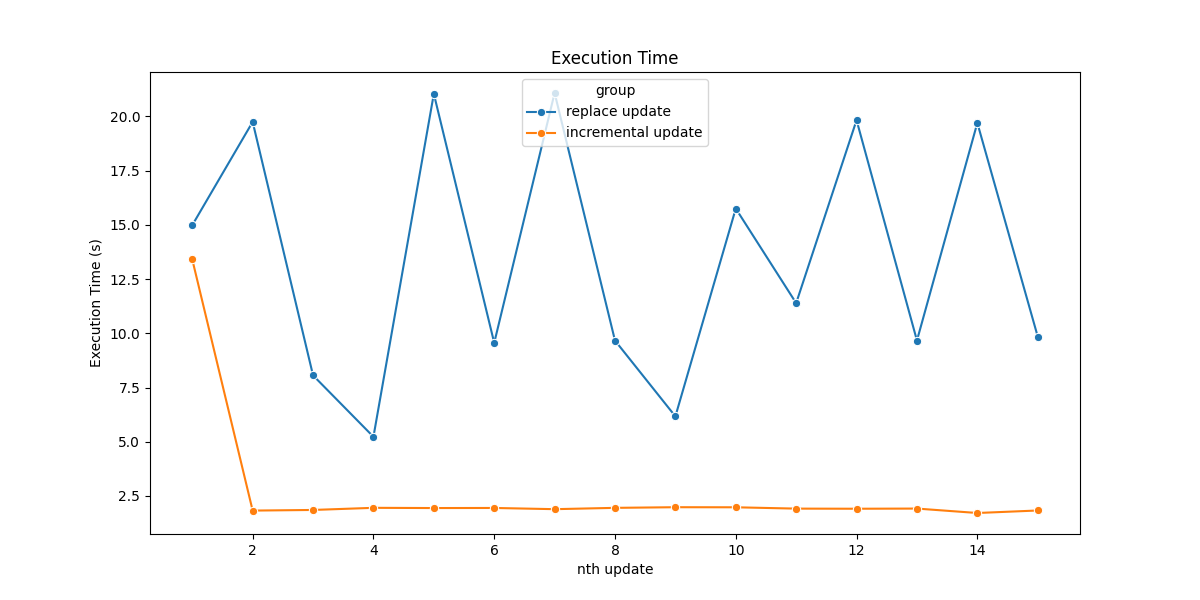 Execution Time
group
replace update
incremental update
20.0
17.5
15.0
12.5
10.0
7.5
5.0
2.5
Execution Time (s)
2 4 6 8 10 12 14
nth update